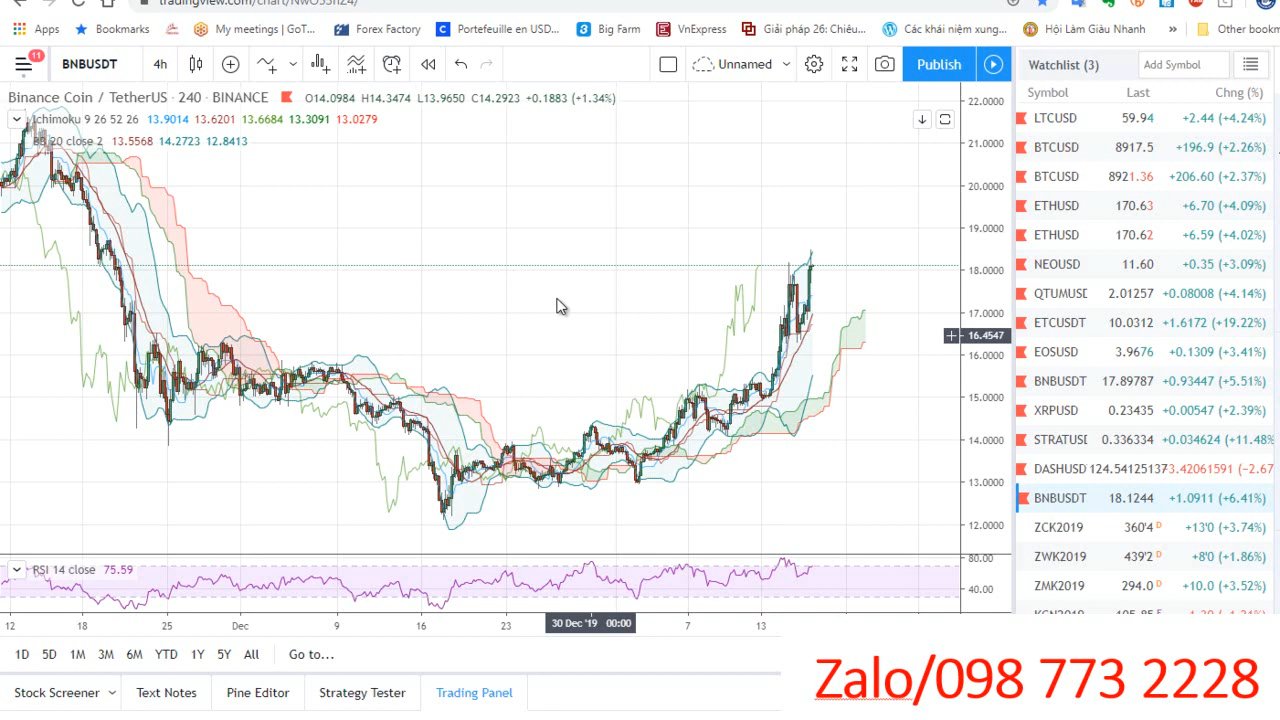 tradingview.com/chart/NW053nZ4/
Apps Bookmarks My meetings | GoT... Forex Factory Portefeuille en USD... Big Farm VnExpress Giải pháp 26: Chiêu... Các khái niệm xung... Hội Làm Giàu Nhanh » Other bookm
11 BNBUSDT 4h Unnamed Publish Watchlist (3) Add Symbol
Binance Coin / TetherUS · 240 · BINANCE O14.0984 H14.3474 L13.9650 C14.2923 +0.1883 (+1.34%)
Ichimoku 9 26 52 26 13.9014 13.6201 13.6684 13.3091 13.0279
BB 20 close 2 13.5568 14.2723 12.8413
22.0000
21.0000
20.0000
19.0000
18.0000
17.0000
16.4547
16.0000
15.0000
14.0000
13.0000
12.0000
RSI 14 close 75.59
80.00
40.00
12 18 25 Dec 9 16 23 30 Dec '19 00:00 7 13
Symbol Last Chng (%)
LTCUSD 59.94 +2.44 (+4.24%)
BTCUSD 8917.5 +196.9 (+2.26%)
BTCUSD 8921.36 +206.60 (+2.37%)
ETHUSD 170.63 +6.70 (+4.09%)
ETHUSD 170.62 +6.59 (+4.02%)
NEOUSD 11.60 +0.35 (+3.09%)
QTUMUSD 2.01257 +0.08008 (+4.14%)
ETCUSDT 10.0312 +1.6172 (+19.22%)
EOSUSD 3.9676 +0.1309 (+3.41%)
BNBUSDT 17.89787 +0.93447 (+5.51%)
XRPUSD 0.23435 +0.00547 (+2.39%)
STRATUSI 0.336334 +0.034624 (+11.48%
DASHUSD 124.54125137 3.42061591 (−2.67
BNBUSDT 18.1244 +1.0911 (+6.41%)
ZCK2019 360'4 D +13'0 (+3.74%)
ZWK2019 439'2 D +8'0 (+1.86%)
ZMK2019 294.0 D +10.0 (+3.52%)
1D 5D 1M 3M 6M YTD 1Y 5Y All Go to...
Stock Screener Text Notes Pine Editor Strategy Tester Trading Panel
Zalo/098 773 2228